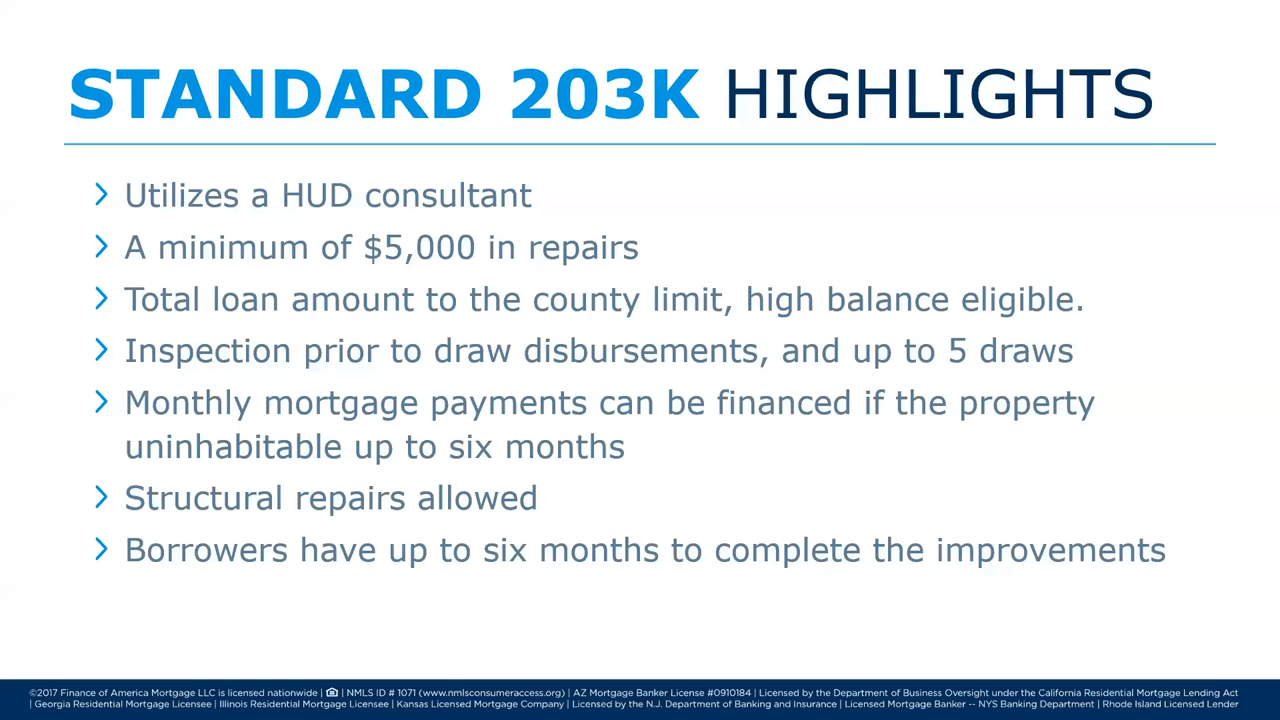 STANDARD 203K HIGHLIGHTS
Utilizes a HUD consultant
A minimum of $5,000 in repairs
Total loan amount to the county limit, high balance eligible.
Inspection prior to draw disbursements, and up to 5 draws
Monthly mortgage payments can be financed if the property
uninhabitable up to six months
Structural repairs allowed
Borrowers have up to six months to complete the improvements
©2017 Finance of America Mortgage LLC is licensed nationwide | | NMLS ID # 1071 (www.nmlsconsumeraccess.org) | AZ Mortgage Banker License #0910184 | Licensed by the Department of Business Oversight under the California Residential Mortgage Lending Act
| Georgia Residential Mortgage Licensee | Illinois Residential Mortgage Licensee | Kansas Licensed Mortgage Company | Licensed by the N.J. Department of Banking and Insurance | Licensed Mortgage Banker -- NYS Banking Department | Rhode Island Licensed Lender